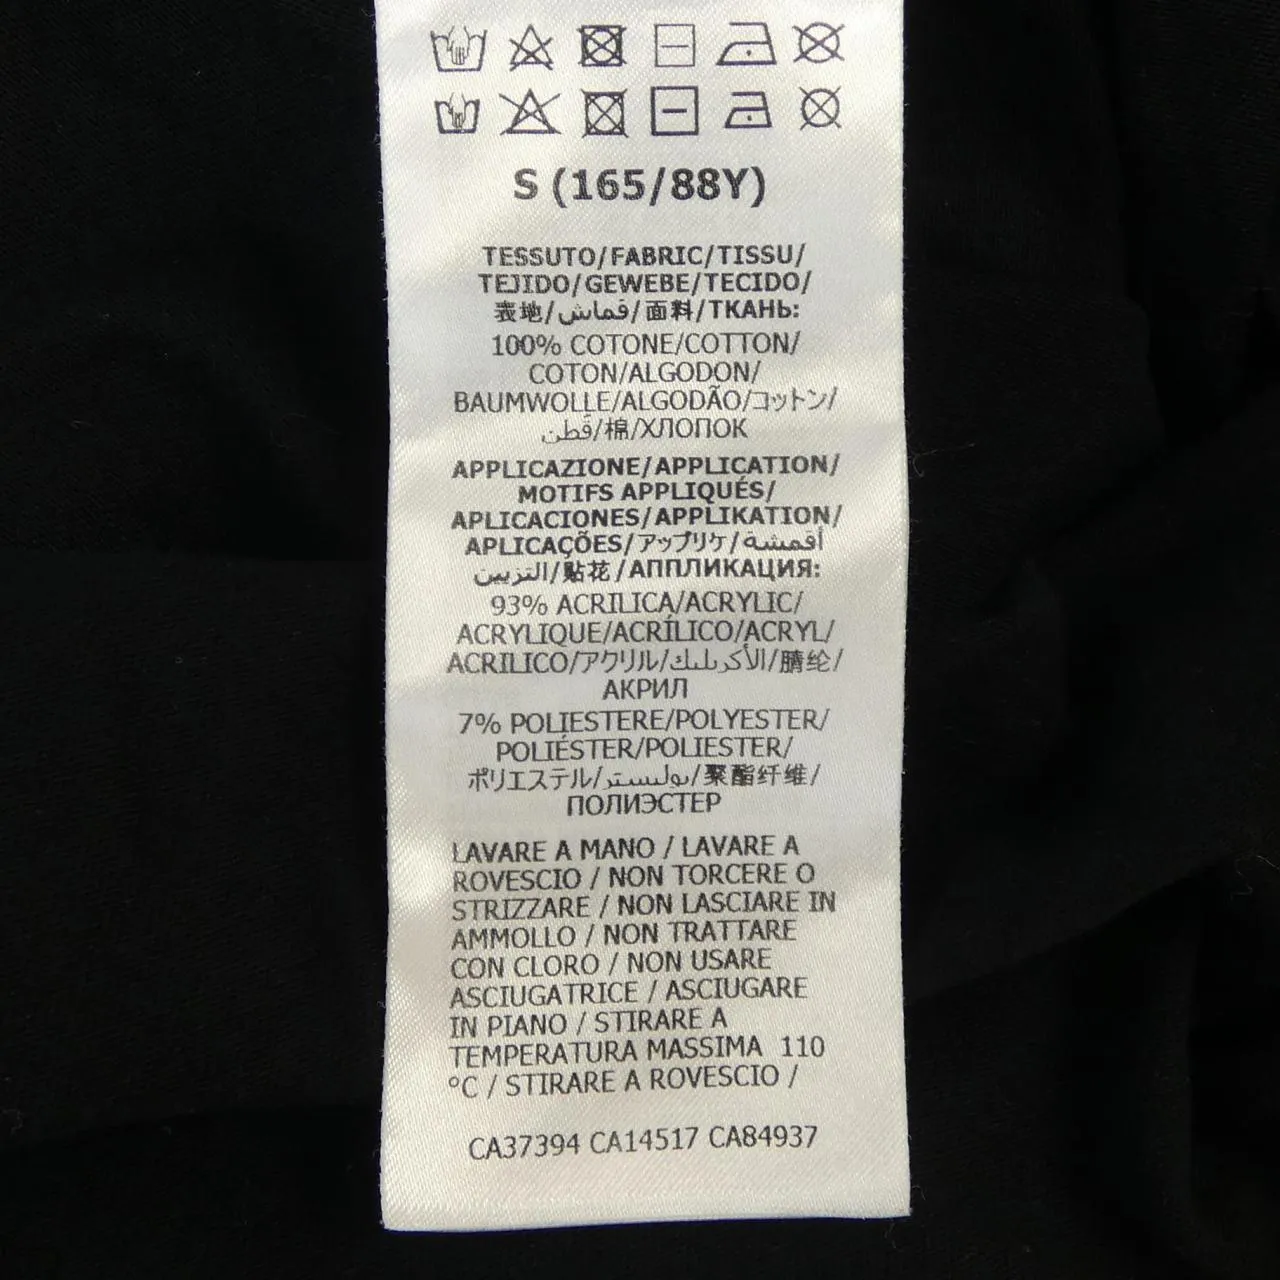 S (165/88Y)
TESSUTO/FABRIC/TISSU/
TEJIDO/GEWEBE/TECIDO/
表地/قماش/面料/ТКАНЬ:
100% COTONE/COTTON/
COTON/ALGODON/
BAUMWOLLE/ALGODÃO/コットン/
قطن/棉/ХЛОПОК
APPLICAZIONE/APPLICATION/
MOTIFS APPLIQUÉS/
APLICACIONES/APPLIKATION/
APLICAÇÕES/アップリケ/أقمشة
التزيين/贴花/АППЛИКАЦИЯ:
93% ACRILICA/ACRYLIC/
ACRYLIQUE/ACRÍLICO/ACRYL/
ACRILICO/アクリル/الأكريليك/腈纶/
АКРИЛ
7% POLIESTERE/POLYESTER/
POLIÉSTER/POLIESTER/
ポリエステル/بوليستر/聚酯纤维/
ПОЛИЭСТЕР
LAVARE A MANO / LAVARE A
ROVESCIO / NON TORCERE O
STRIZZARE / NON LASCIARE IN
AMMOLLO / NON TRATTARE
CON CLORO / NON USARE
ASCIUGATRICE / ASCIUGARE
IN PIANO / STIRARE A
TEMPERATURA MASSIMA 110
°C / STIRARE A ROVESCIO /
CA37394 CA14517 CA84937